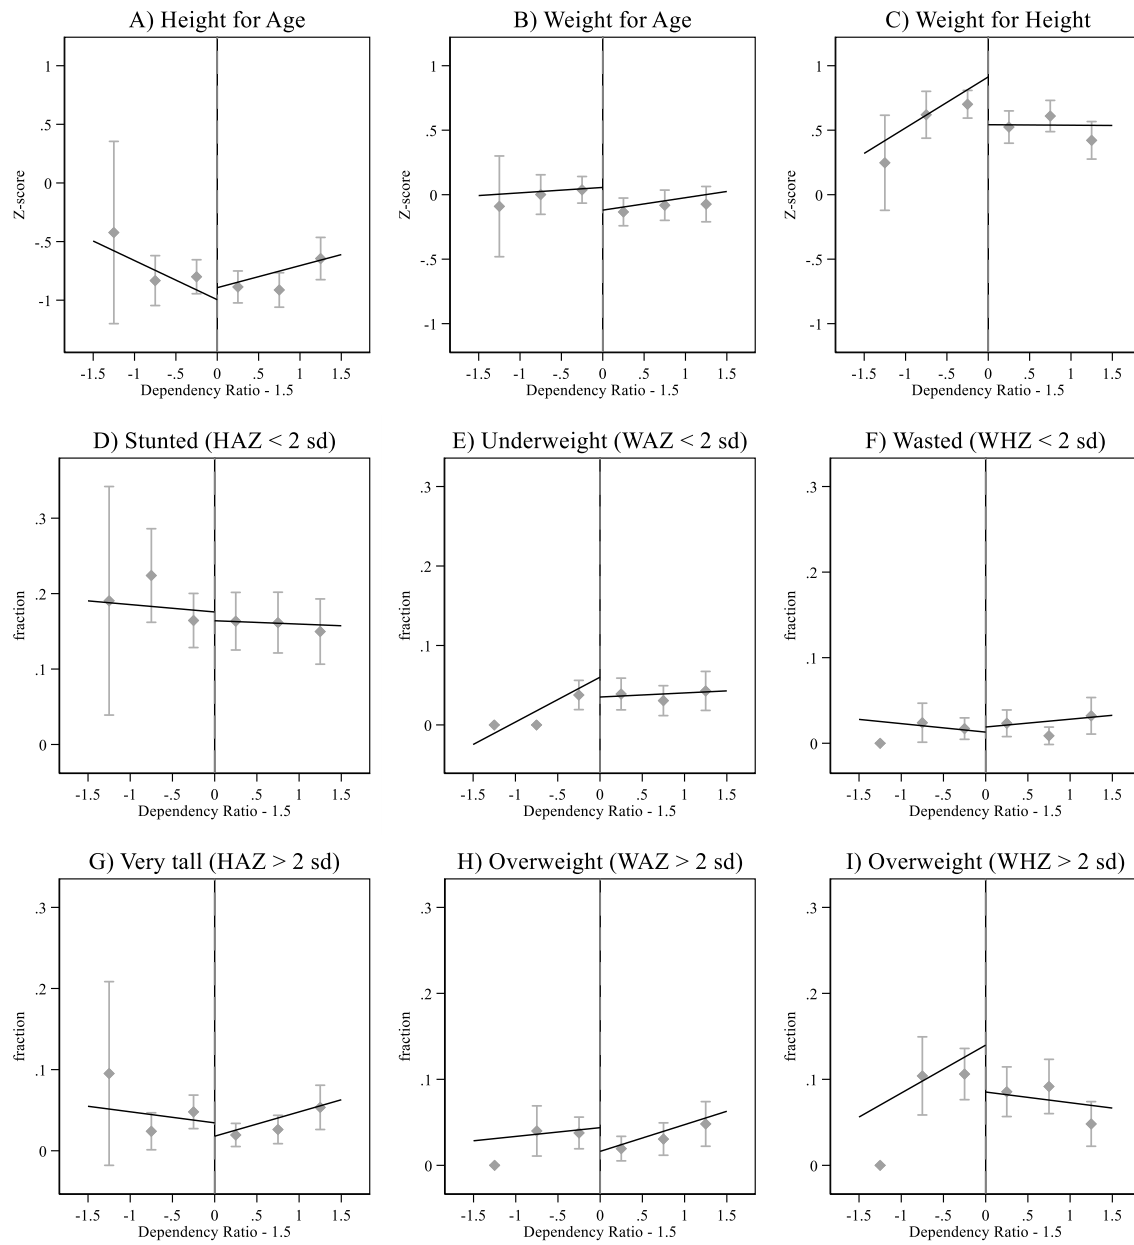 A) Height for Age
B) Weight for Age
C) Weight for Height
Z-score
1
.5
0
-.5
-1
-1.5 -1 -.5 0 .5 1 1.5
Dependency Ratio - 1.5
Z-score
1
.5
0
-.5
-1
-1.5 -1 -.5 0 .5 1 1.5
Dependency Ratio - 1.5
Z-score
1
.5
0
-.5
-1
-1.5 -1 -.5 0 .5 1 1.5
Dependency Ratio - 1.5
D) Stunted (HAZ < 2 sd)
E) Underweight (WAZ < 2 sd)
F) Wasted (WHZ < 2 sd)
fraction
.3
.2
.1
0
-1.5 -1 -.5 0 .5 1 1.5
Dependency Ratio - 1.5
fraction
.3
.2
.1
0
-1.5 -1 -.5 0 .5 1 1.5
Dependency Ratio - 1.5
fraction
.3
.2
.1
0
-1.5 -1 -.5 0 .5 1 1.5
Dependency Ratio - 1.5
G) Very tall (HAZ > 2 sd)
H) Overweight (WAZ > 2 sd)
I) Overweight (WHZ > 2 sd)
fraction
.3
.2
.1
0
-1.5 -1 -.5 0 .5 1 1.5
Dependency Ratio - 1.5
fraction
.3
.2
.1
0
-1.5 -1 -.5 0 .5 1 1.5
Dependency Ratio - 1.5
fraction
.3
.2
.1
0
-1.5 -1 -.5 0 .5 1 1.5
Dependency Ratio - 1.5